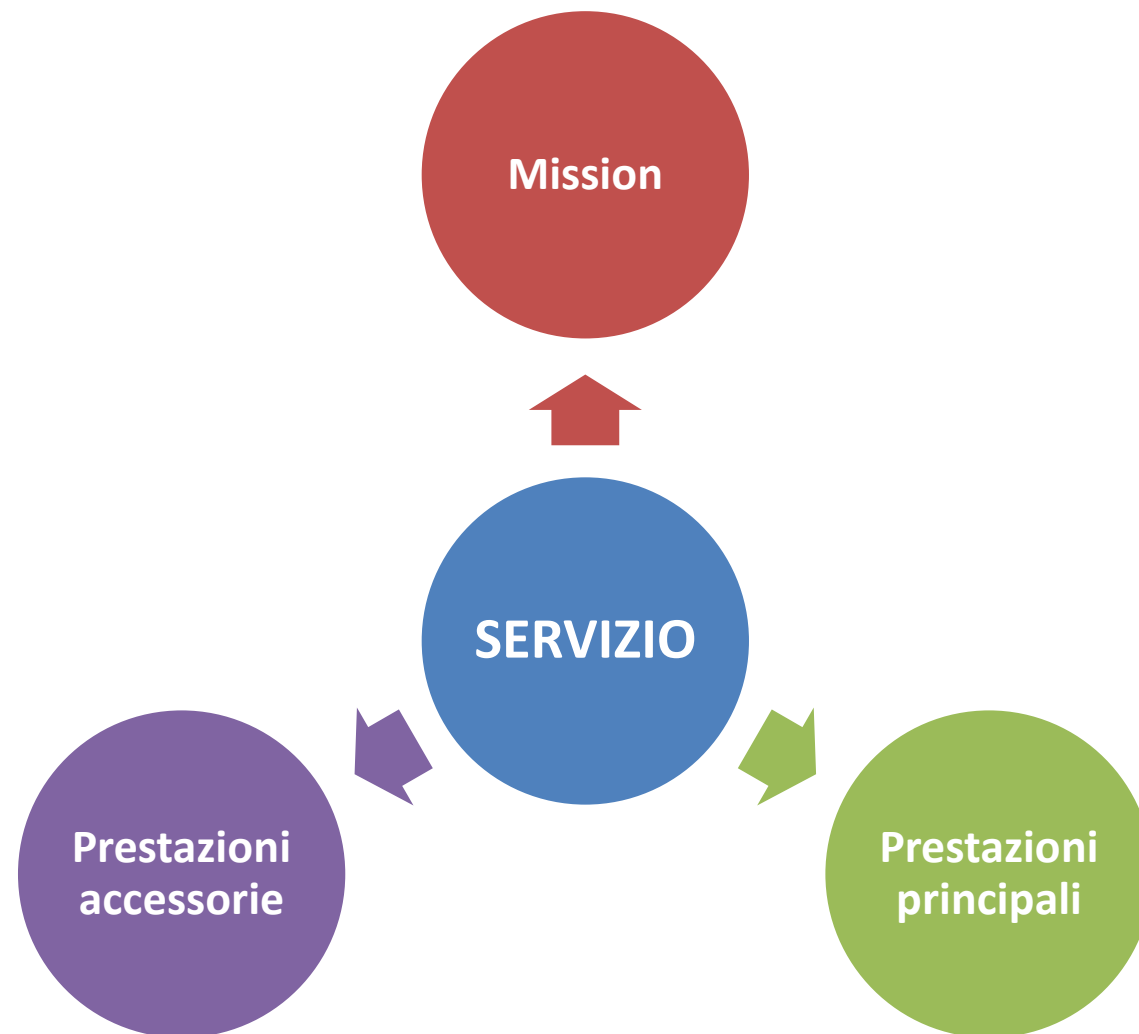 Mission
SERVIZIO
Prestazioni
accessorie
Prestazioni
principali